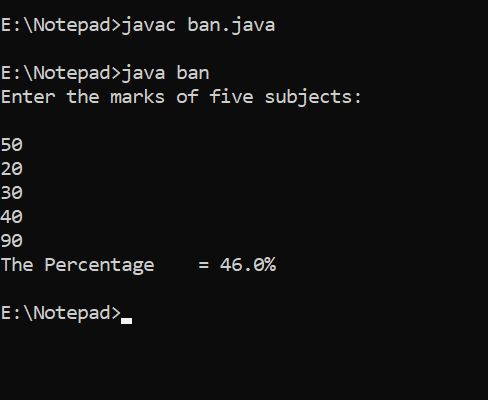 E:\Notepad>javac ban.java
E:\Notepad>java ban
Enter the marks of five subjects:
50
20
30
40
90
The Percentage    = 46.0%
E:\Notepad>